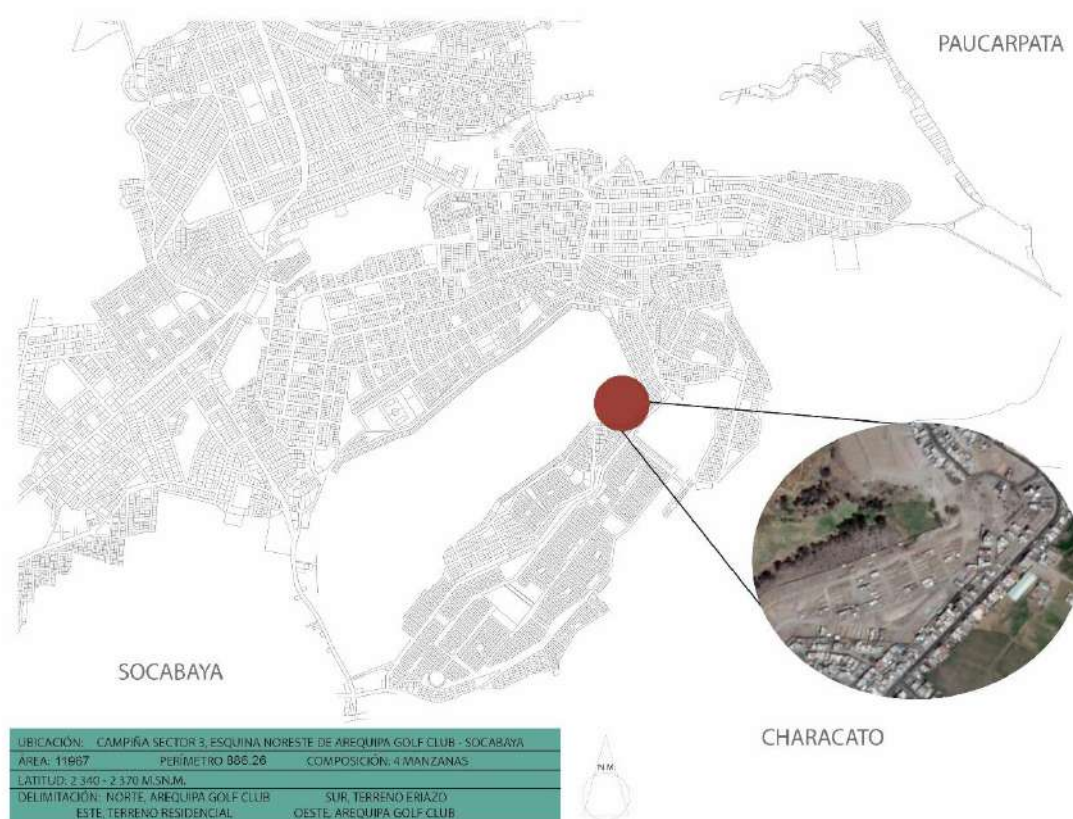 PAUCARPATA
SOCABAYA
CHARACATO
UBICACIÓN: CAMPIÑA SECTOR 3, ESQUINA NORESTE DE AREQUIPA GOLF CLUB - SOCABAYA
ÁREA: 11967 PERÍMETRO 886.26 COMPOSICIÓN: 4 MANZANAS
LATITUD: 2 340 - 2 370 M.S.N.M.
DELIMITACIÓN: NORTE, AREQUIPA GOLF CLUB SUR, TERRENO ERIAZO
ESTE, TERRENO RESIDENCIAL OESTE, AREQUIPA GOLF CLUB
N.M.